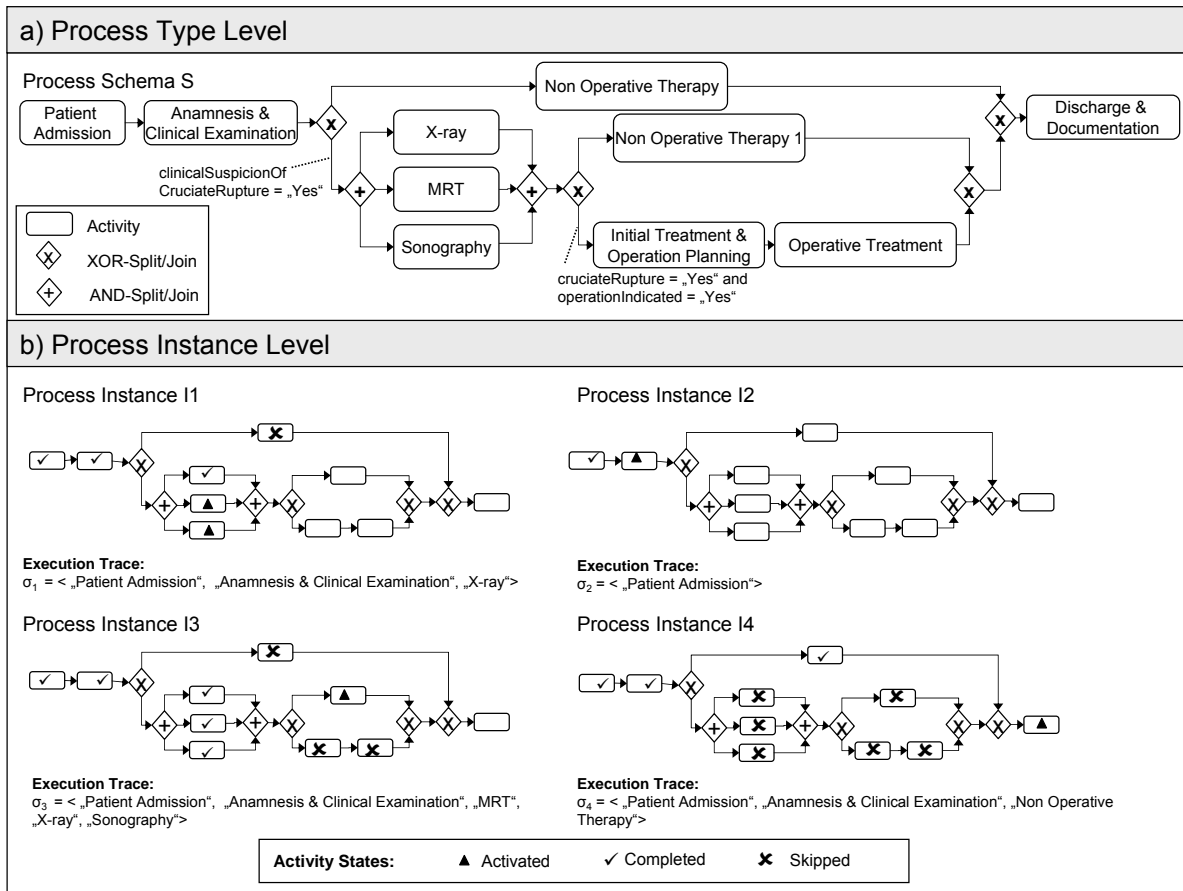 a) Process Type Level
Process Schema S
Patient
Admission
Anamnesis &
Clinical Examination
x
clinicalSuspicionOf
CruciateRupture = „Yes“
+
X-ray
MRT
Sonography
+
x
Non Operative Therapy
Non Operative Therapy 1
Initial Treatment &
Operation Planning
Operative Treatment
cruciateRupture = „Yes“ and
operationIndicated = „Yes“
x
x
Discharge &
Documentation
Activity
x XOR-Split/Join
+ AND-Split/Join
b) Process Instance Level
Process Instance I1
X + + X X X
Execution Trace:
σ1 = < „Patient Admission“, „Anamnesis & Clinical Examination“, „X-ray“>
Process Instance I2
X + + X X X
Execution Trace:
σ2 = < „Patient Admission“>
Process Instance I3
X + + X X X
Execution Trace:
σ3 = < „Patient Admission“, „Anamnesis & Clinical Examination“, „MRT“,
„X-ray“, „Sonography“>
Process Instance I4
X + + X X X
Execution Trace:
σ4 = < „Patient Admission“, „Anamnesis & Clinical Examination“, „Non Operative
Therapy“>
Activity States: ▲ Activated ✓ Completed ✘ Skipped